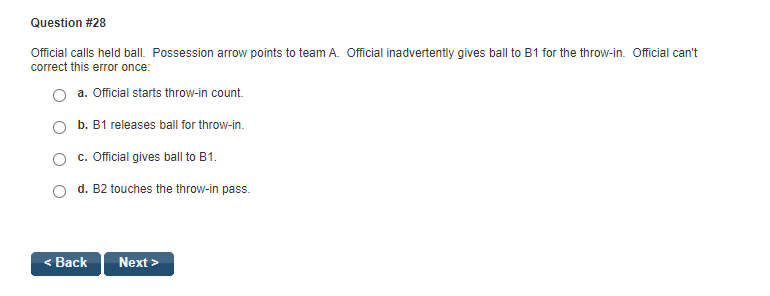 Question #28
Official calls held ball. Possession arrow points to team A. Official inadvertently gives ball to B1 for the throw-in. Official can't
correct this error once:
a. Official starts throw-in count.
b. B1 releases ball for throw-in.
c. Official gives ball to B1.
d. B2 touches the throw-in pass.
< Back Next >